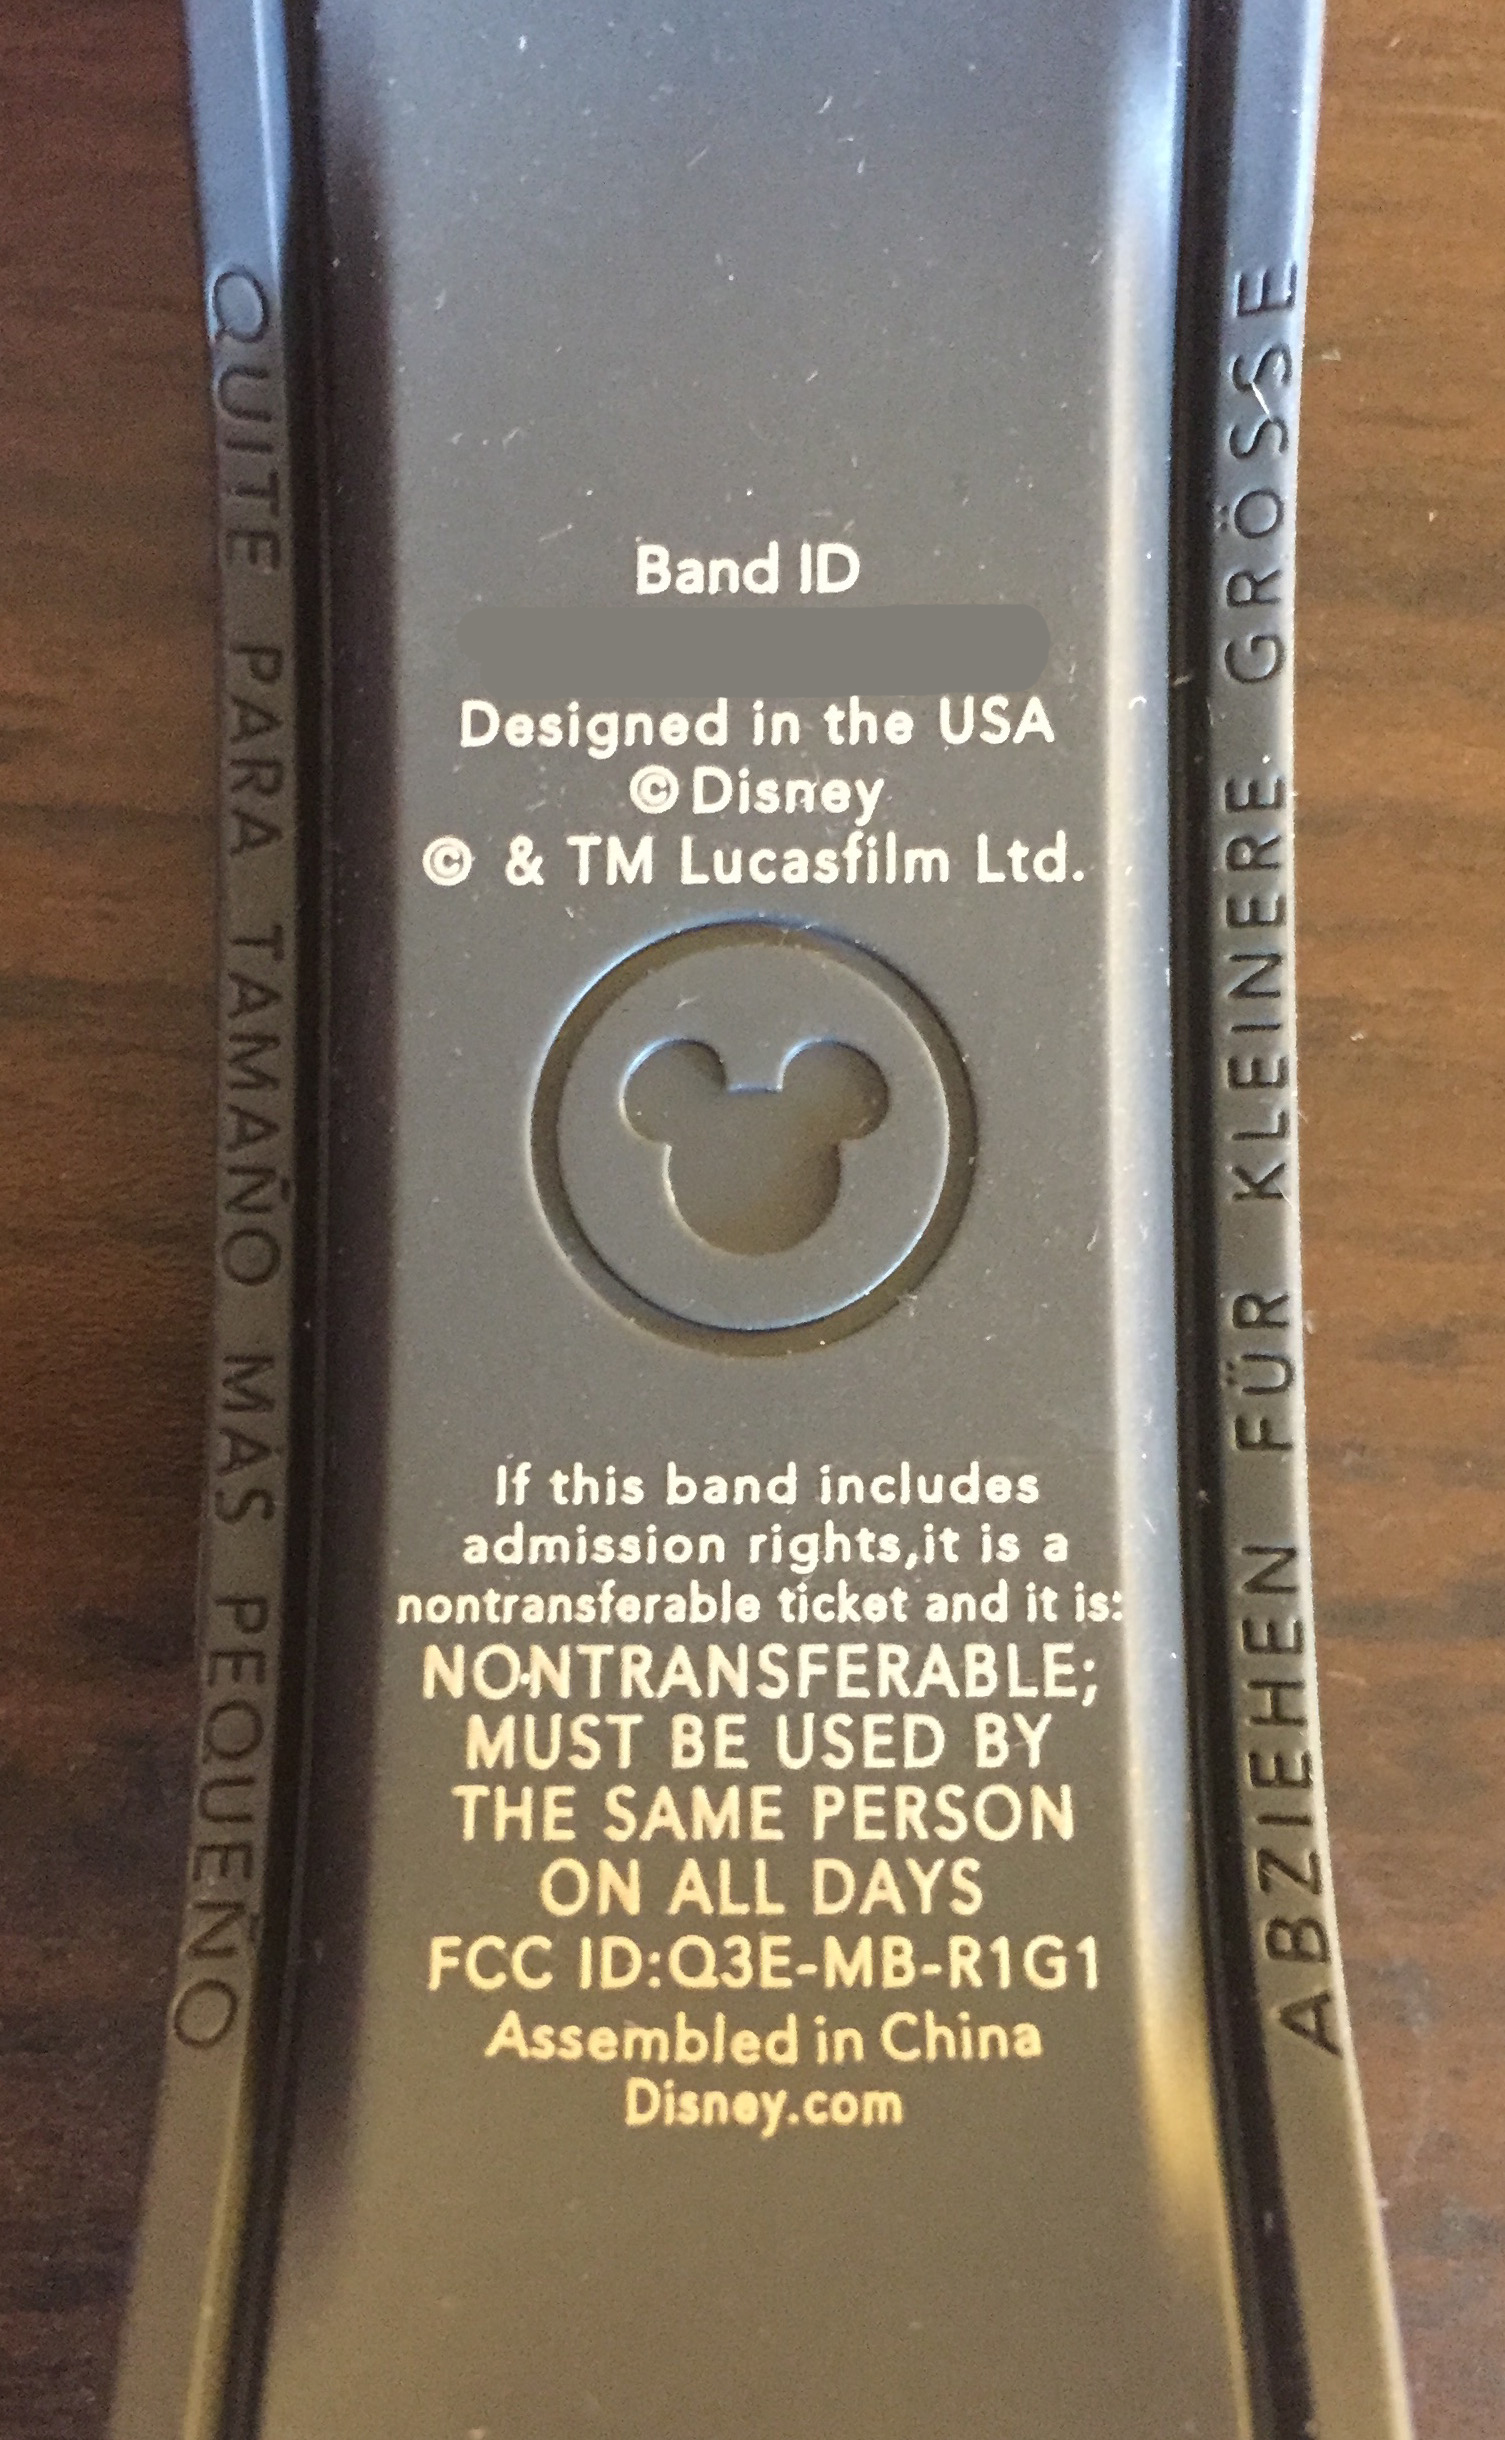 Band ID
Designed in the USA
©Disney
© & TM Lucasfilm Ltd.
If this band includes
admission rights,it is a
nontransferable ticket and it is:
NONTRANSFERABLE;
MUST BE USED BY
THE SAME PERSON
ON ALL DAYS
FCC ID:Q3E-MB-R1G1
Assembled in China
Disney.com
QUITE PARA TAMAÑO MÁS PEQUEÑO
ABZIEHEN FÜR KLEINERE GRÖSSE